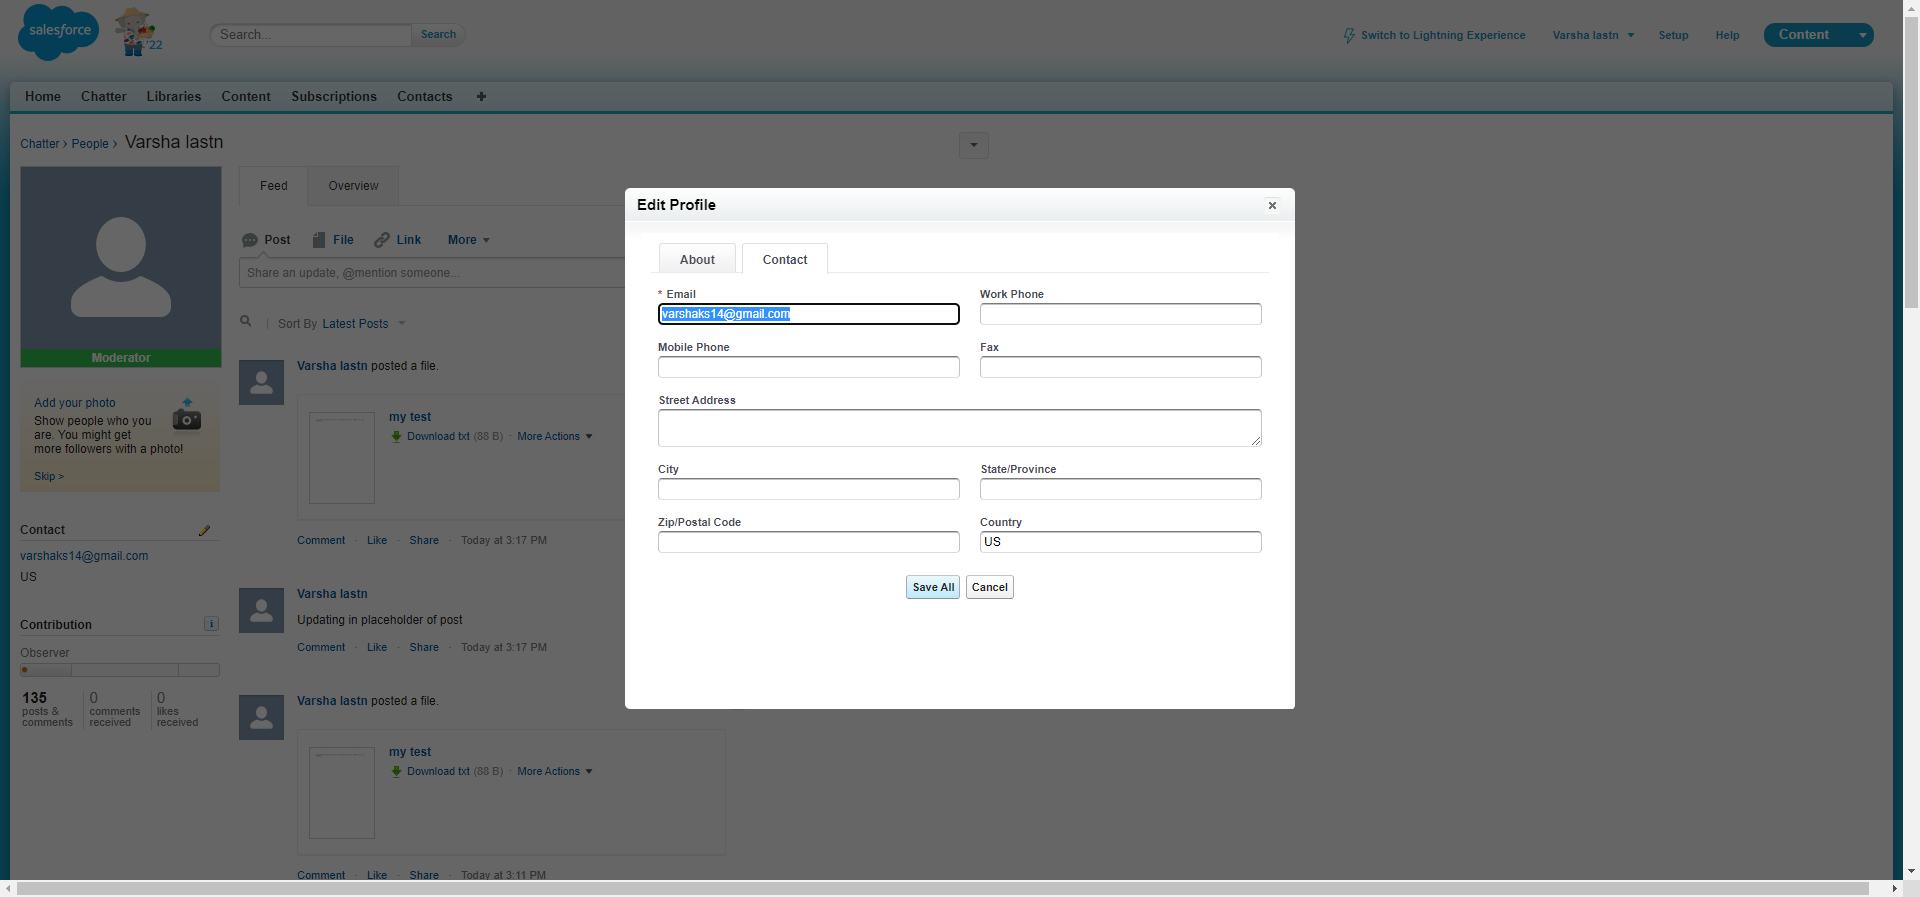 salesforce
'22
Search...
Search
Switch to Lightning Experience
Varsha lastn
Setup
Help
Content
Home
Chatter
Libraries
Content
Subscriptions
Contacts
Chatter › People › Varsha lastn
Moderator
Add your photo
Show people who you
are. You might get
more followers with a photo!
Skip >
Contact
varshaks14@gmail.com
US
Contribution
i
Observer
135
posts &
comments
0
comments
received
0
likes
received
Feed
Overview
Post
File
Link
More
Share an update, @mention someone...
Sort By Latest Posts
Varsha lastn posted a file.
my test
Download txt (88 B) · More Actions
Comment · Like · Share · Today at 3:17 PM
Varsha lastn
Updating in placeholder of post
Comment · Like · Share · Today at 3:17 PM
Varsha lastn posted a file.
my test
Download txt (88 B) · More Actions
Comment · Like · Share · Today at 3:11 PM
Edit Profile
About
Contact
* Email
varshaks14@gmail.com
Work Phone
Mobile Phone
Fax
Street Address
City
State/Province
Zip/Postal Code
Country
US
Save All
Cancel